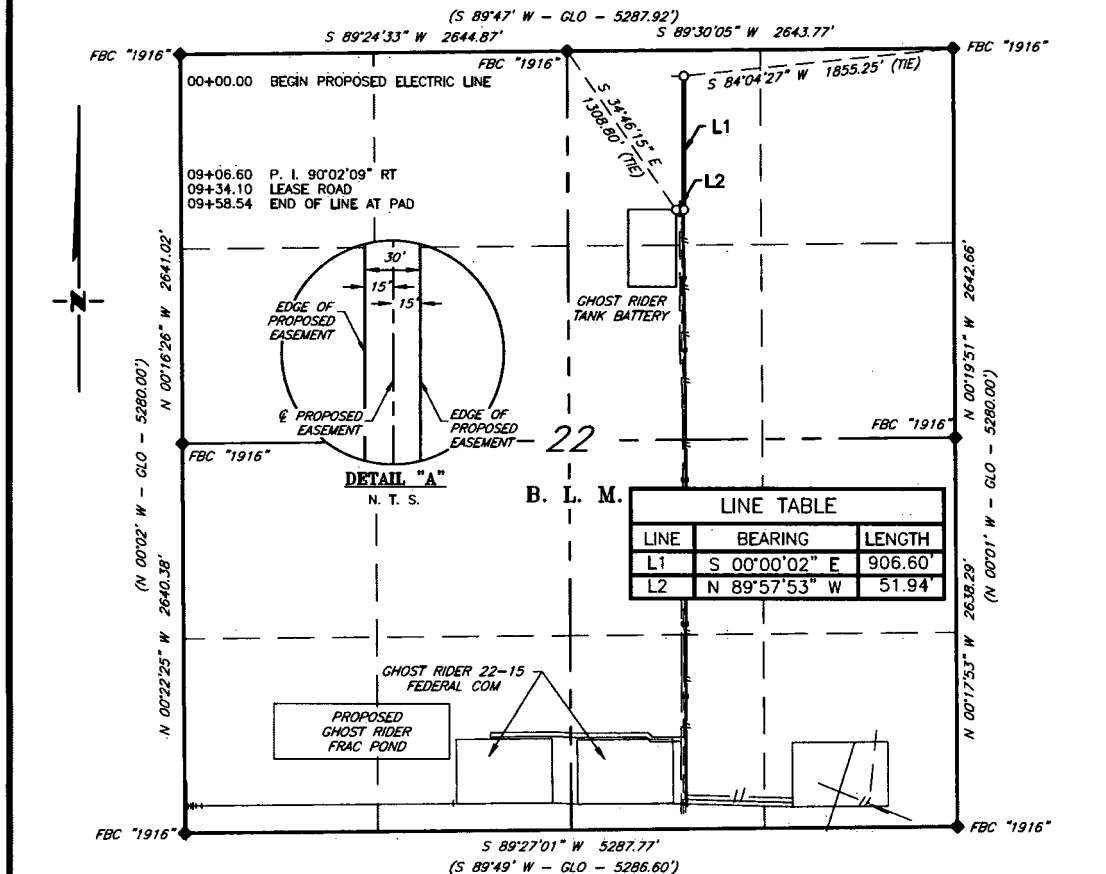 (S 89°47' W - GLO - 5287.92')
S 89°24'33" W 2644.87'
S 89°30'05" W 2643.77'
FBC "1916"
FBC "1916"
FBC "1916"
00+00.00 BEGIN PROPOSED ELECTRIC LINE
S 84°04'27" W 1855.25' (TIE)
S 34°46'15" E
1308.80' (TIE)
L1
L2
09+06.60 P. I. 90°02'09" RT
09+34.10 LEASE ROAD
09+58.54 END OF LINE AT PAD
N 00°16'26" W 2641.02'
N 00°19'51" W 2642.66'
30'
15'
15'
EDGE OF
PROPOSED
EASEMENT
GHOST RIDER
TANK BATTERY
N
(N 00°02' W - GLO - 5280.00')
(N 00°01' W - GLO - 5280.00')
℄ PROPOSED
EASEMENT
EDGE OF
PROPOSED
EASEMENT
22
FBC "1916"
FBC "1916"
DETAIL "A"
N. T. S.
B. L. M.
LINE TABLE
LINE BEARING LENGTH
L1 S 00°00'02" E 906.60'
L2 N 89°57'53" W 51.94'
N 00°22'25" W 2640.38'
N 00°17'53" W 2638.29'
GHOST RIDER 22-15
FEDERAL COM
PROPOSED
GHOST RIDER
FRAC POND
FBC "1916"
FBC "1916"
S 89°27'01" W 5287.77'
(S 89°49' W - GLO - 5286.60')